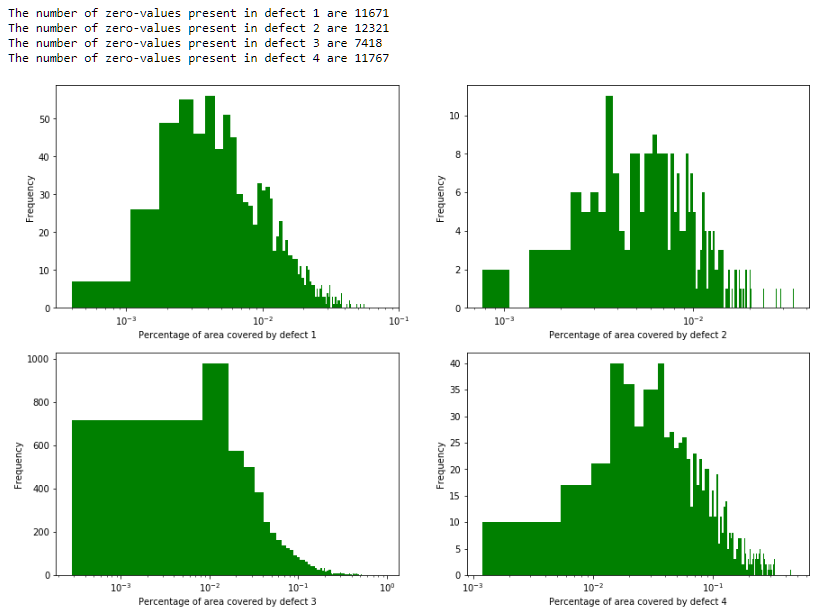 The number of zero-values present in defect 1 are 11671
The number of zero-values present in defect 2 are 12321
The number of zero-values present in defect 3 are 7418
The number of zero-values present in defect 4 are 11767
50
40
30
20
10
0
Frequency
10⁻³ 10⁻² 10⁻¹
Percentage of area covered by defect 1
10
8
6
4
2
0
Frequency
10⁻³ 10⁻²
Percentage of area covered by defect 2
1000
800
600
400
200
0
Frequency
10⁻³ 10⁻² 10⁻¹ 10⁰
Percentage of area covered by defect 3
40
35
30
25
20
15
10
5
0
Frequency
10⁻³ 10⁻² 10⁻¹
Percentage of area covered by defect 4